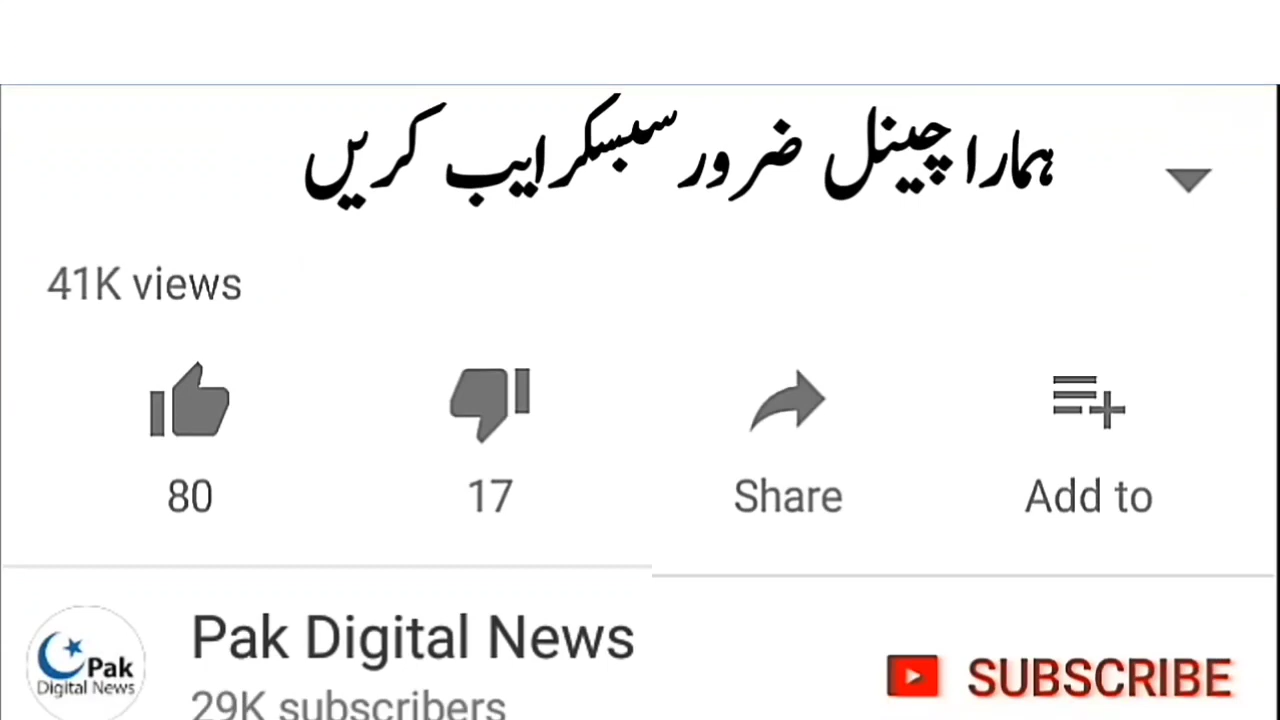 ہمارا چینل ضرور سبسکرایب کریں
41K views
80 17 Share Add to
Pak Digital News
Pak
Digital News
29K subscribers
SUBSCRIBE